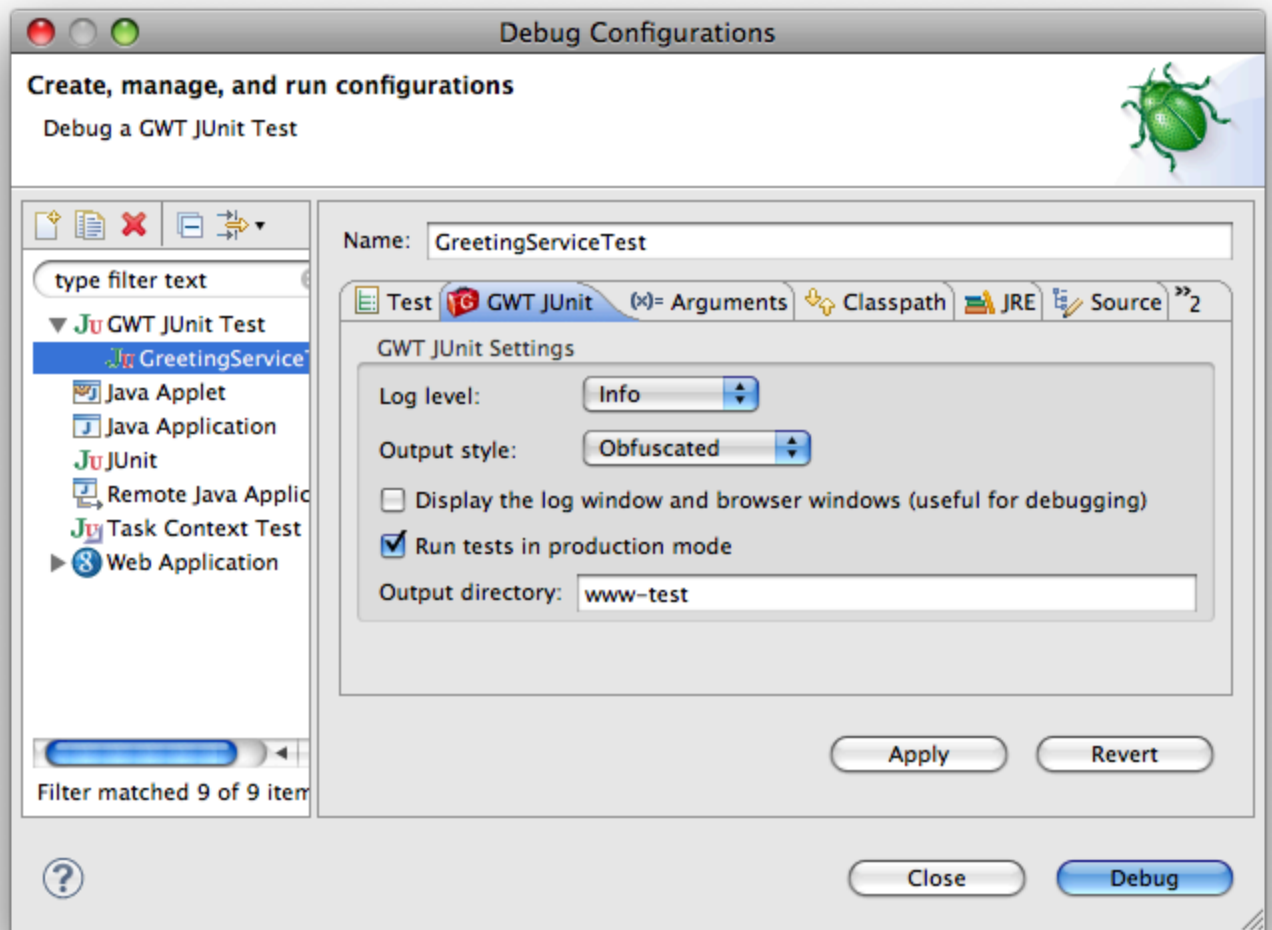 Debug Configurations
Create, manage, and run configurations
Debug a GWT JUnit Test
type filter text
GWT JUnit Test
GreetingServiceT
Java Applet
Java Application
JUnit
Remote Java Applic
Task Context Test
Web Application
Filter matched 9 of 9 item
Name: GreetingServiceTest
Test GWT JUnit (x)= Arguments Classpath JRE Source »2
GWT JUnit Settings
Log level: Info
Output style: Obfuscated
Display the log window and browser windows (useful for debugging)
Run tests in production mode
Output directory: www-test
Apply Revert
? Close Debug